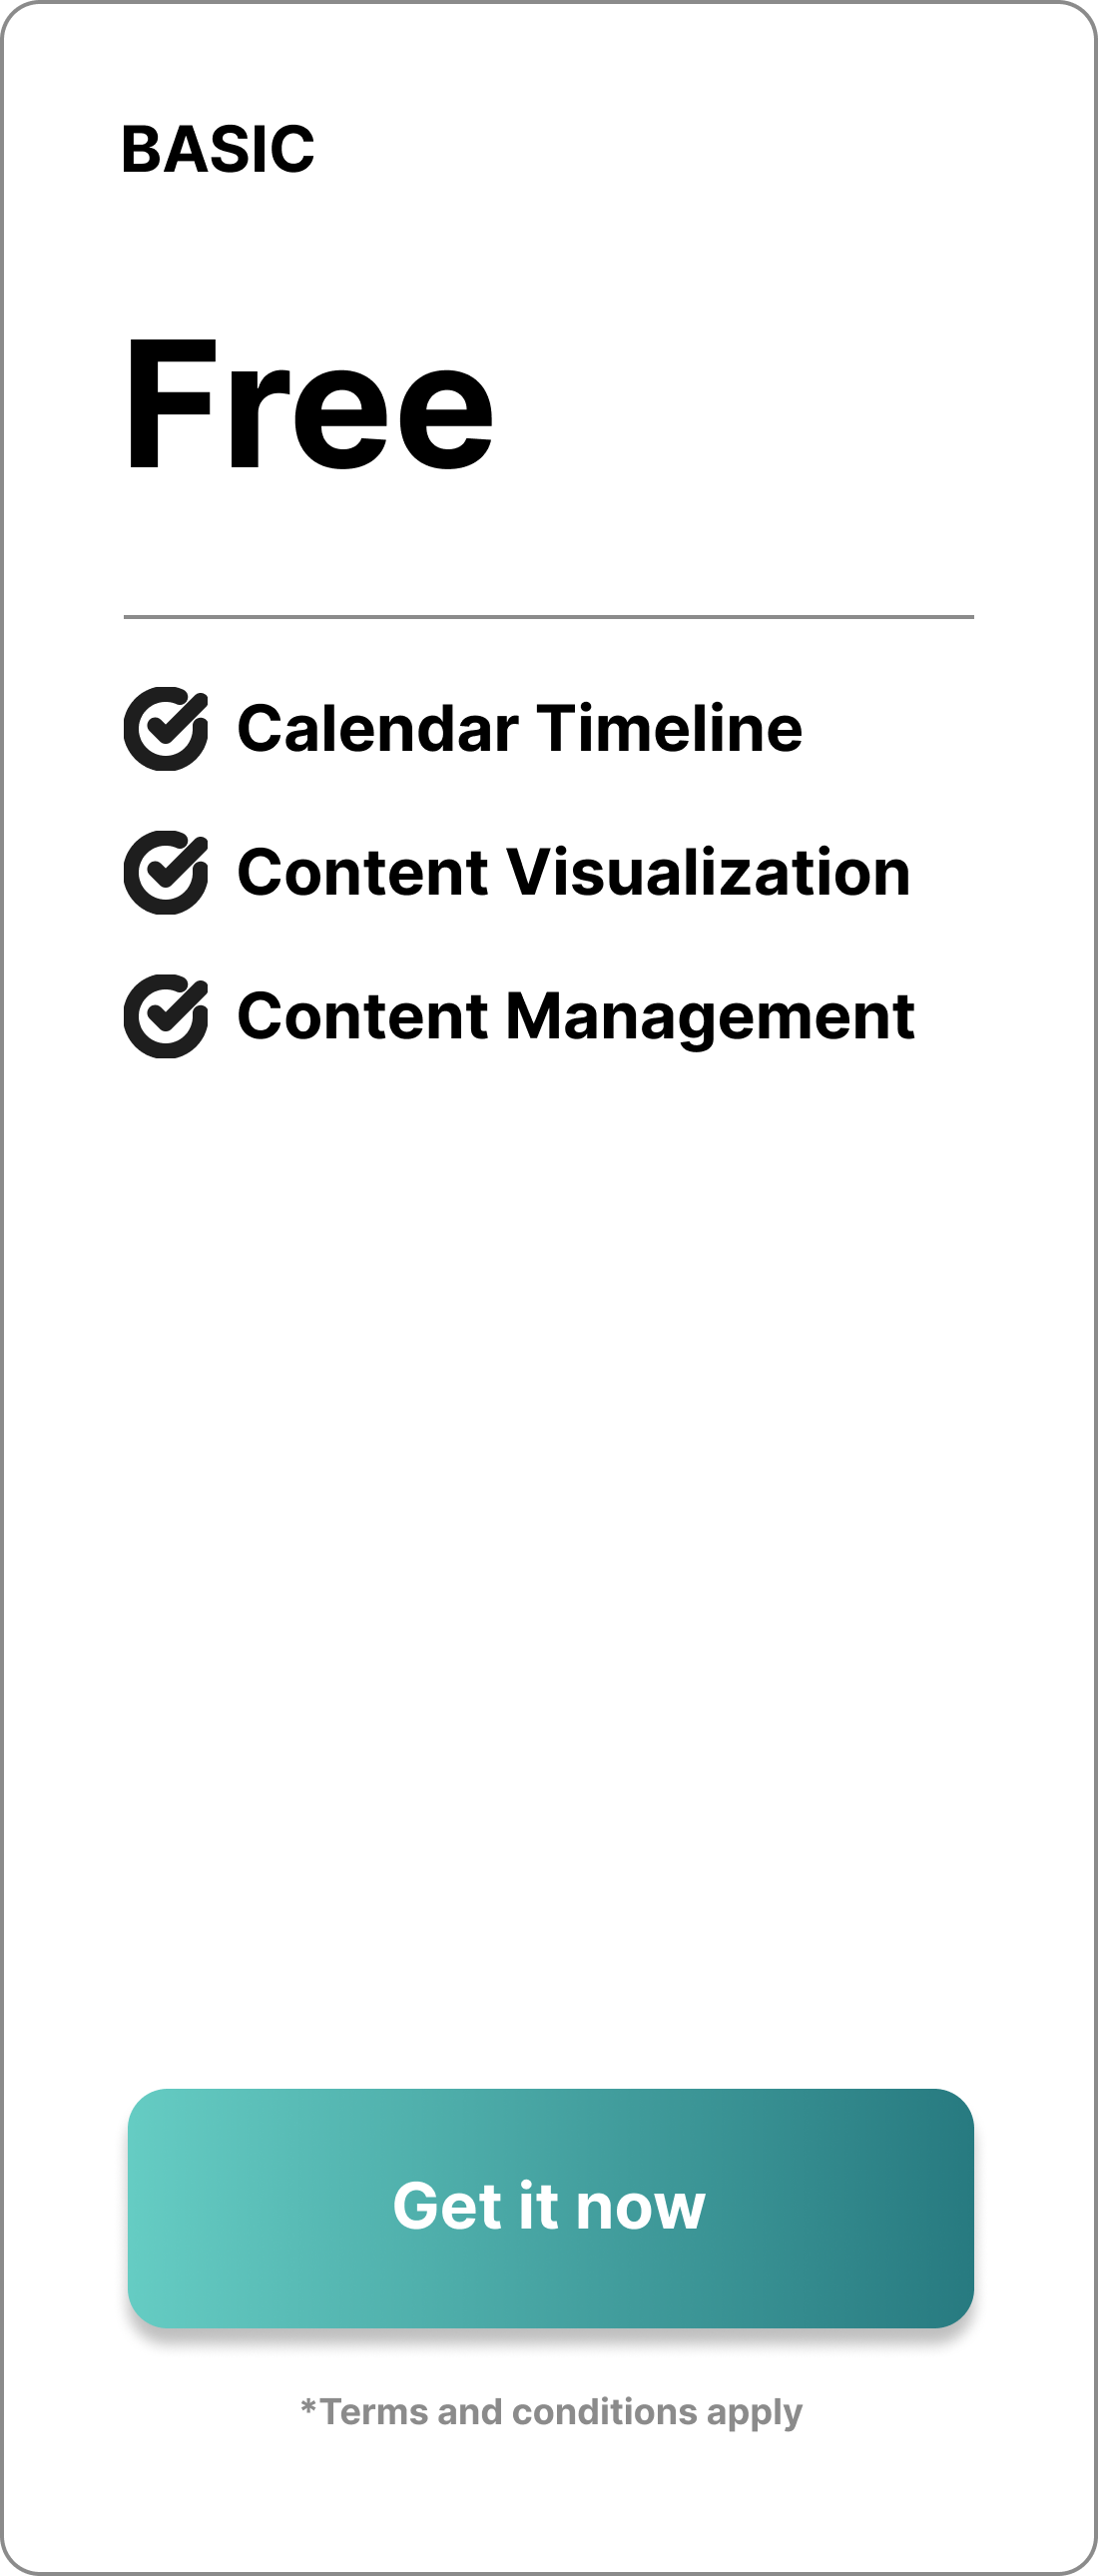 BASIC
Free
Calendar Timeline
Content Visualization
Content Management
Get it now
*Terms and conditions apply